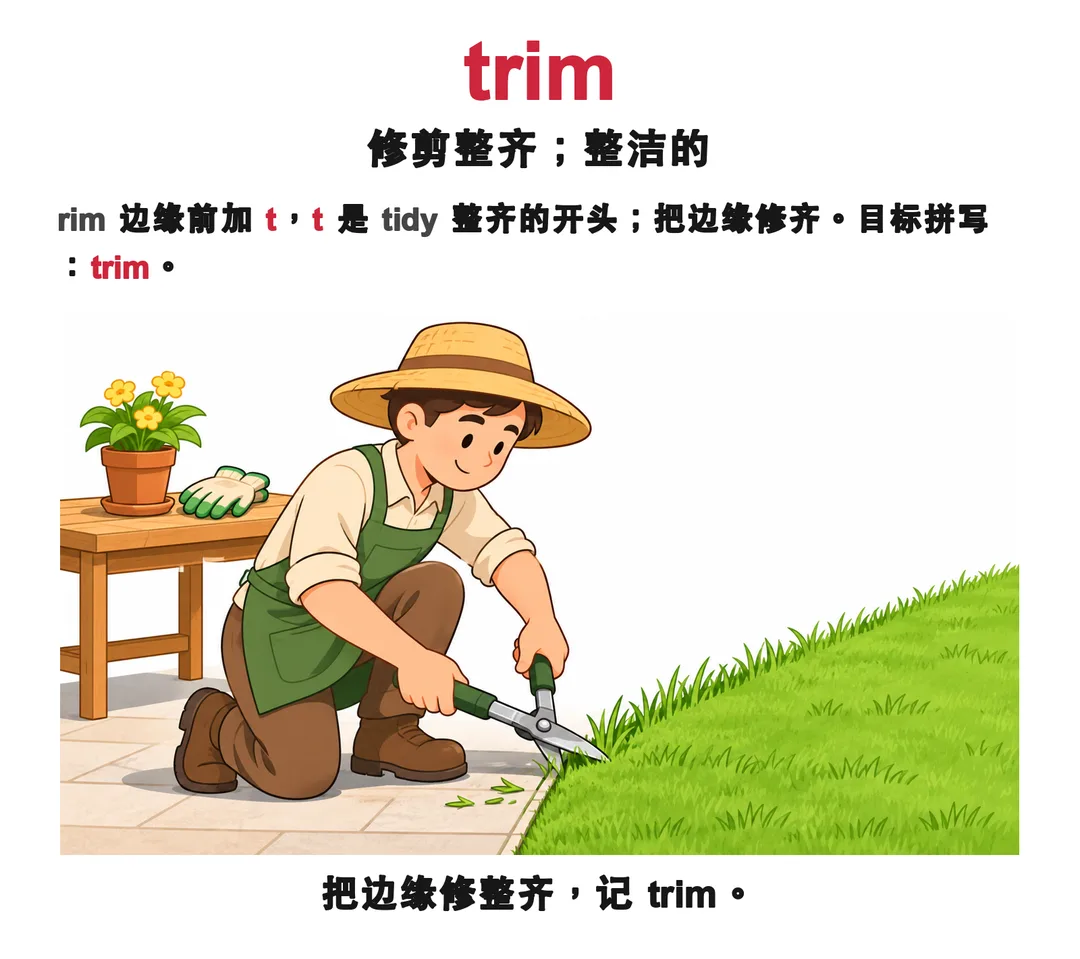 trim
修剪整齐；整洁的
rim 边缘前加 t，t 是 tidy 整齐的开头；把边缘修齐。目标拼写
：trim。
把边缘修整齐，记 trim。